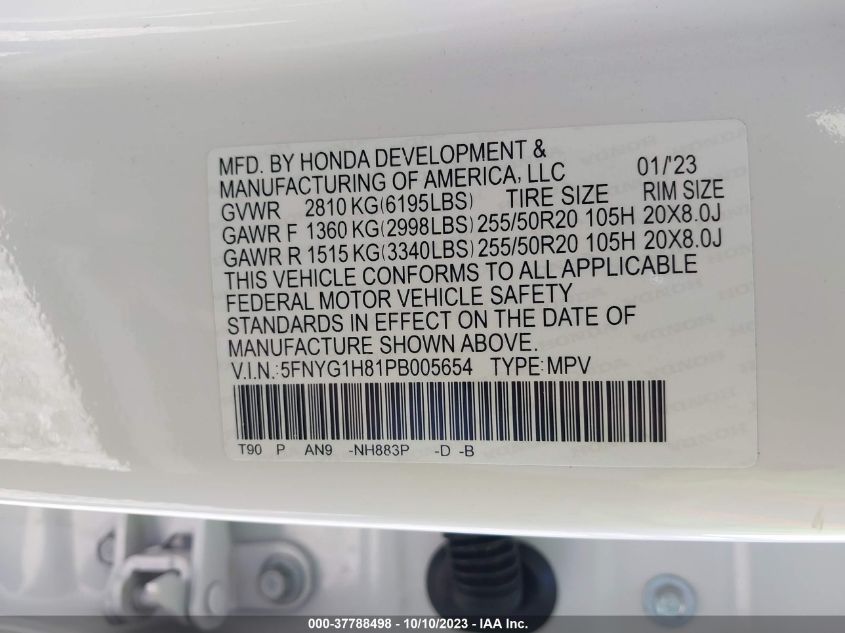 MFD. BY HONDA DEVELOPMENT &
MANUFACTURING OF AMERICA, LLC 01/'23
GVWR 2810 KG(6195LBS) TIRE SIZE RIM SIZE
GAWR F 1360 KG(2998LBS) 255/50R20 105H 20X8.0J
GAWR R 1515 KG(3340LBS) 255/50R20 105H 20X8.0J
THIS VEHICLE CONFORMS TO ALL APPLICABLE
FEDERAL MOTOR VEHICLE SAFETY
STANDARDS IN EFFECT ON THE DATE OF
MANUFACTURE SHOWN ABOVE.
V.I.N.:5FNYG1H81PB005654 TYPE:MPV
T90 P AN9 -NH883P -D -B
000-37788498 - 10/10/2023 - © IAA Inc.